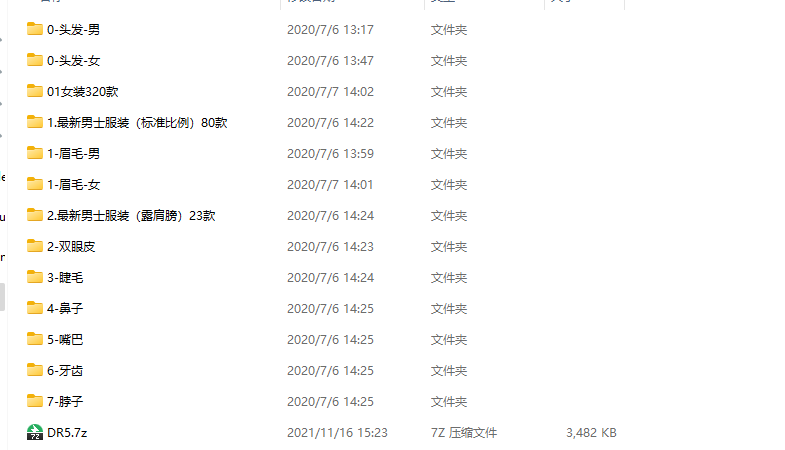 0-头发-男 2020/7/6 13:17 文件夹
0-头发-女 2020/7/6 13:47 文件夹
01女装320款 2020/7/7 14:02 文件夹
1.最新男士服装（标准比例）80款 2020/7/6 14:22 文件夹
1-眉毛-男 2020/7/6 13:59 文件夹
1-眉毛-女 2020/7/7 14:01 文件夹
2.最新男士服装（露肩膀）23款 2020/7/6 14:24 文件夹
2-双眼皮 2020/7/6 14:23 文件夹
3-睫毛 2020/7/6 14:24 文件夹
4-鼻子 2020/7/6 14:25 文件夹
5-嘴巴 2020/7/6 14:25 文件夹
6-牙齿 2020/7/6 14:25 文件夹
7-脖子 2020/7/6 14:25 文件夹
DR5.7z 2021/11/16 15:23 7Z 压缩文件 3,482 KB